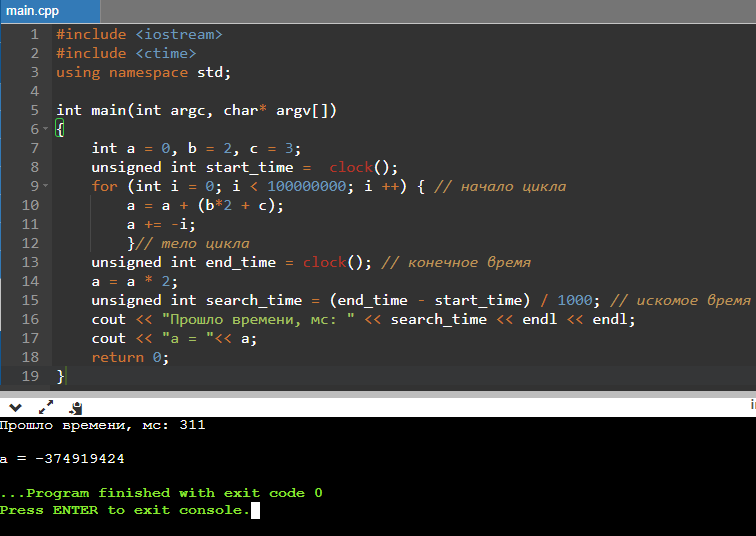 main.cpp
1 #include <iostream>
2 #include <ctime>
3 using namespace std;
4
5 int main(int argc, char* argv[])
6 {
7 int a = 0, b = 2, c = 3;
8 unsigned int start_time =  clock();
9 for (int i = 0; i < 100000000; i ++) { // начало цикла
10 a = a + (b*2 + c);
11 a += -i;
12 }// тело цикла
13 unsigned int end_time = clock(); // конечное время
14 a = a * 2;
15 unsigned int search_time = (end_time - start_time) / 1000; // искомое время
16 cout << "Прошло времени, мс: " << search_time << endl << endl;
17 cout << "a = "<< a;
18 return 0;
19 }
Прошло времени, мс: 311
a = -374919424
...Program finished with exit code 0
Press ENTER to exit console.